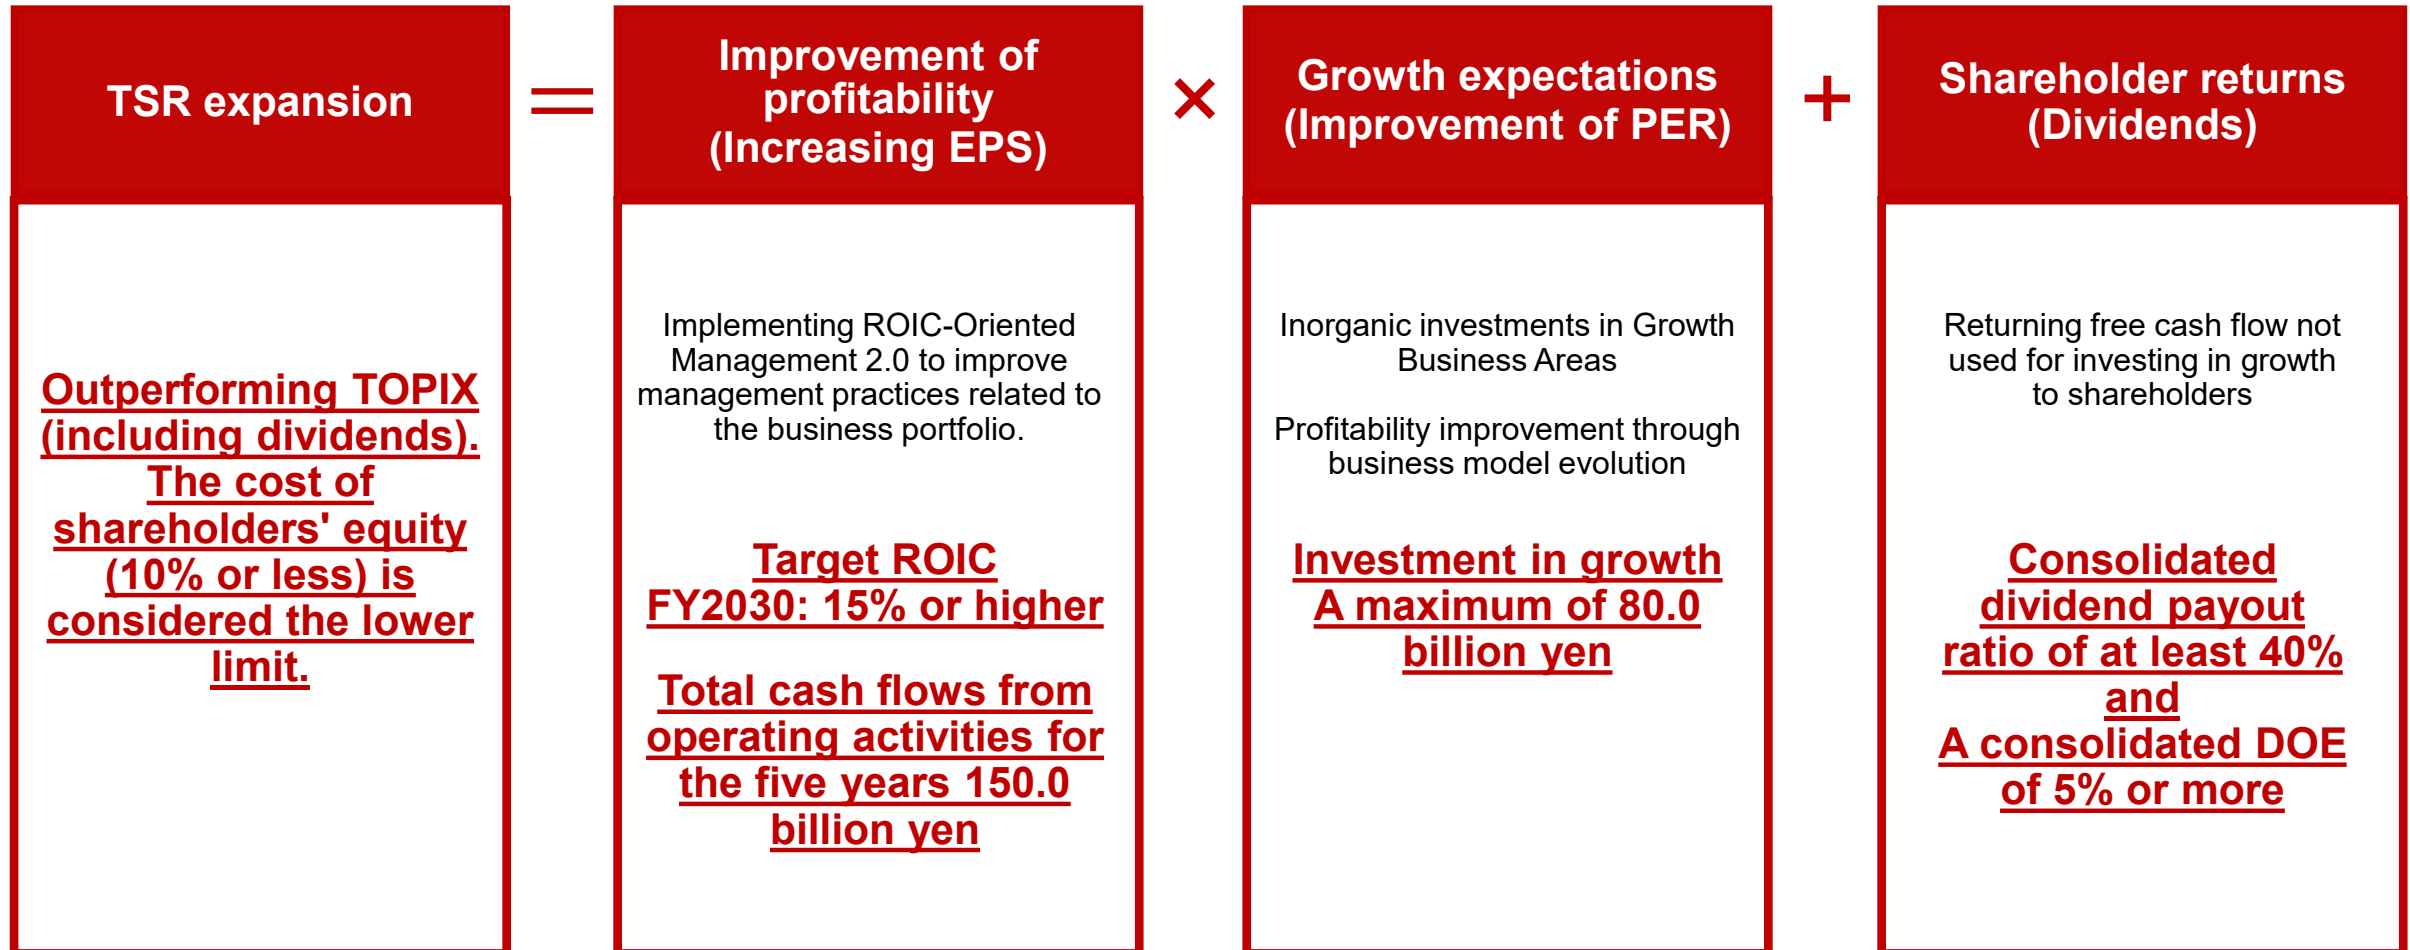 TSR expansion
=
Improvement of
profitability
(Increasing EPS)
×
Growth expectations
(Improvement of PER)
+
Shareholder returns
(Dividends)
Outperforming TOPIX
(including dividends).
The cost of
shareholders' equity
(10% or less) is
considered the lower
limit.
Implementing ROIC-Oriented
Management 2.0 to improve
management practices related to
the business portfolio.
Target ROIC
FY2030: 15% or higher
Total cash flows from
operating activities for
the five years 150.0
billion yen
Inorganic investments in Growth
Business Areas
Profitability improvement through
business model evolution
Investment in growth
A maximum of 80.0
billion yen
Returning free cash flow not
used for investing in growth
to shareholders
Consolidated
dividend payout
ratio of at least 40%
and
A consolidated DOE
of 5% or more